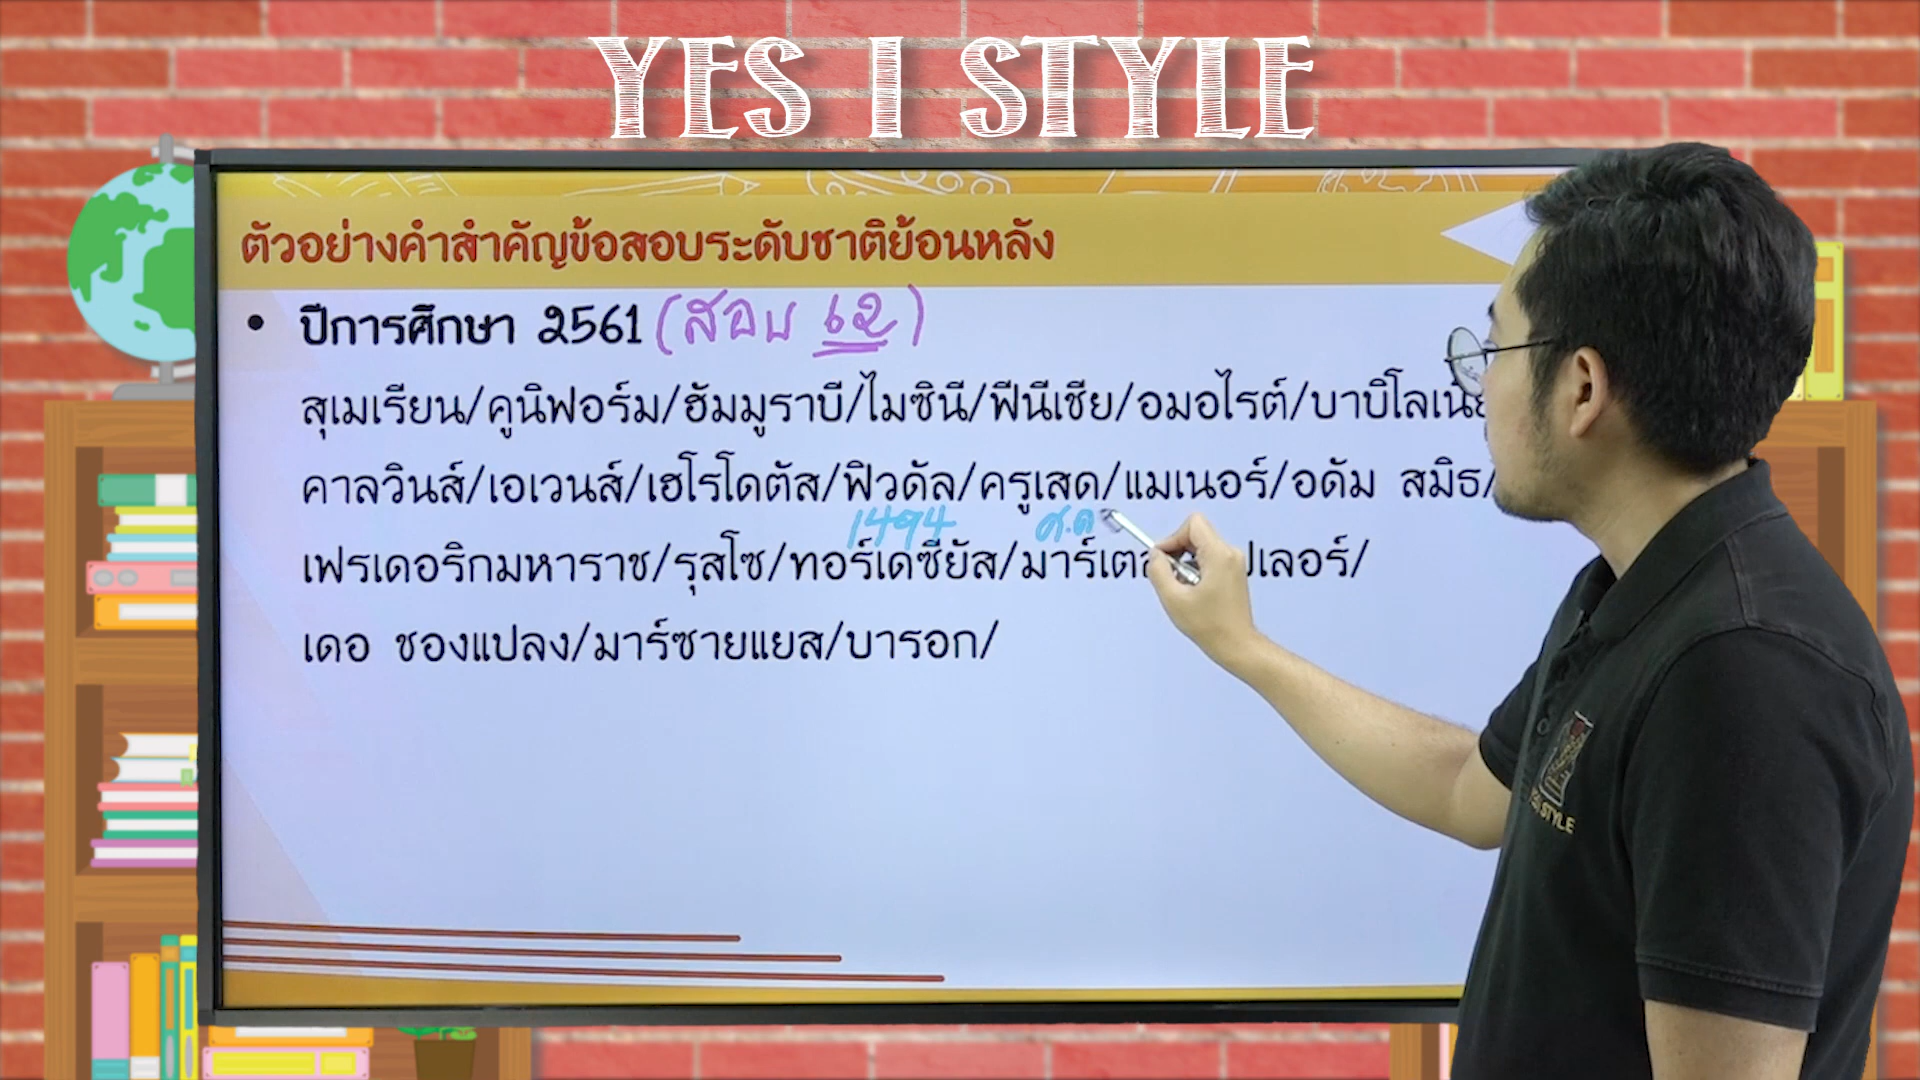 YES I STYLE
ตัวอย่างคำสำคัญข้อสอบระดับชาติย้อนหลัง
• ปีการศึกษา 2561 (สอบ 62)
สุเมเรียน/คูนิฟอร์ม/ฮัมมูราบี/ไมซินี/ฟีนีเชีย/อมอไรต์/บาบิโลเนีย
คาลวินส์/เอเวนส์/เฮโรโดตัส/ฟิวดัล/ครูเสด/แมเนอร์/อดัม สมิธ/
1494 ศ.ค
เฟรเดอริกมหาราช/รุสโซ/ทอร์เดซียัส/มาร์เตล ปเลอร์/
เดอ ชองแปลง/มาร์ซายแยส/บารอก/
STYLE